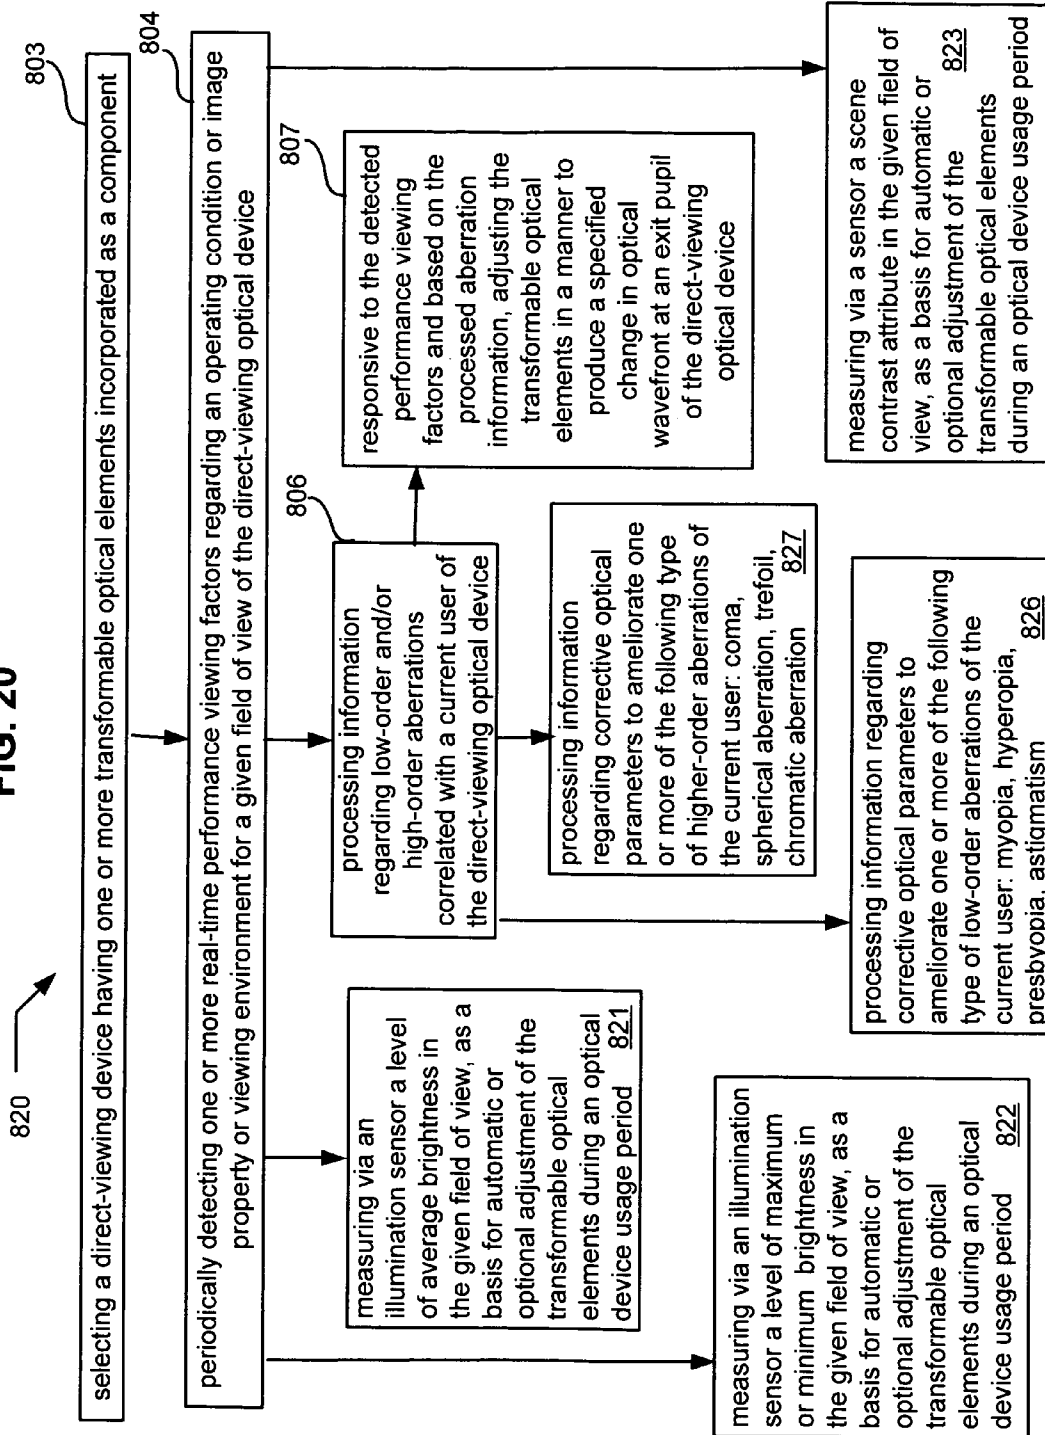 FIG. 20
820
803
selecting a direct-viewing device having one or more transformable optical elements incorporated as a component
804
periodically detecting one or more real-time performance viewing factors regarding an operating condition or image
property or viewing environment for a given field of view of the direct-viewing optical device
806
processing information
regarding low-order and/or
high-order aberrations
correlated with a current user of
the direct-viewing optical device
807
responsive to the detected
performance viewing
factors and based on the
processed aberration
information, adjusting the
transformable optical
elements in a manner to
produce a specified
change in optical
wavefront at an exit pupil
of the direct-viewing
optical device
measuring via an
illumination sensor a level
of average brightness in
the given field of view, as a
basis for automatic or
optional adjustment of the
transformable optical
elements during an optical
device usage period 821
processing information
regarding corrective optical
parameters to ameliorate one
or more of the following type
of higher-order aberrations of
the current user: coma,
spherical aberration, trefoil,
chromatic aberration 827
measuring via an illumination
sensor a level of maximum
or minimum brightness in
the given field of view, as a
basis for automatic or
optional adjustment of the
transformable optical
elements during an optical
device usage period 822
processing information regarding
corrective optical parameters to
ameliorate one or more of the following
type of low-order aberrations of the
current user: myopia, hyperopia,
presbyopia, astigmatism 826
measuring via a sensor a scene
contrast attribute in the given field of
view, as a basis for automatic or
optional adjustment of the 823
transformable optical elements
during an optical device usage period